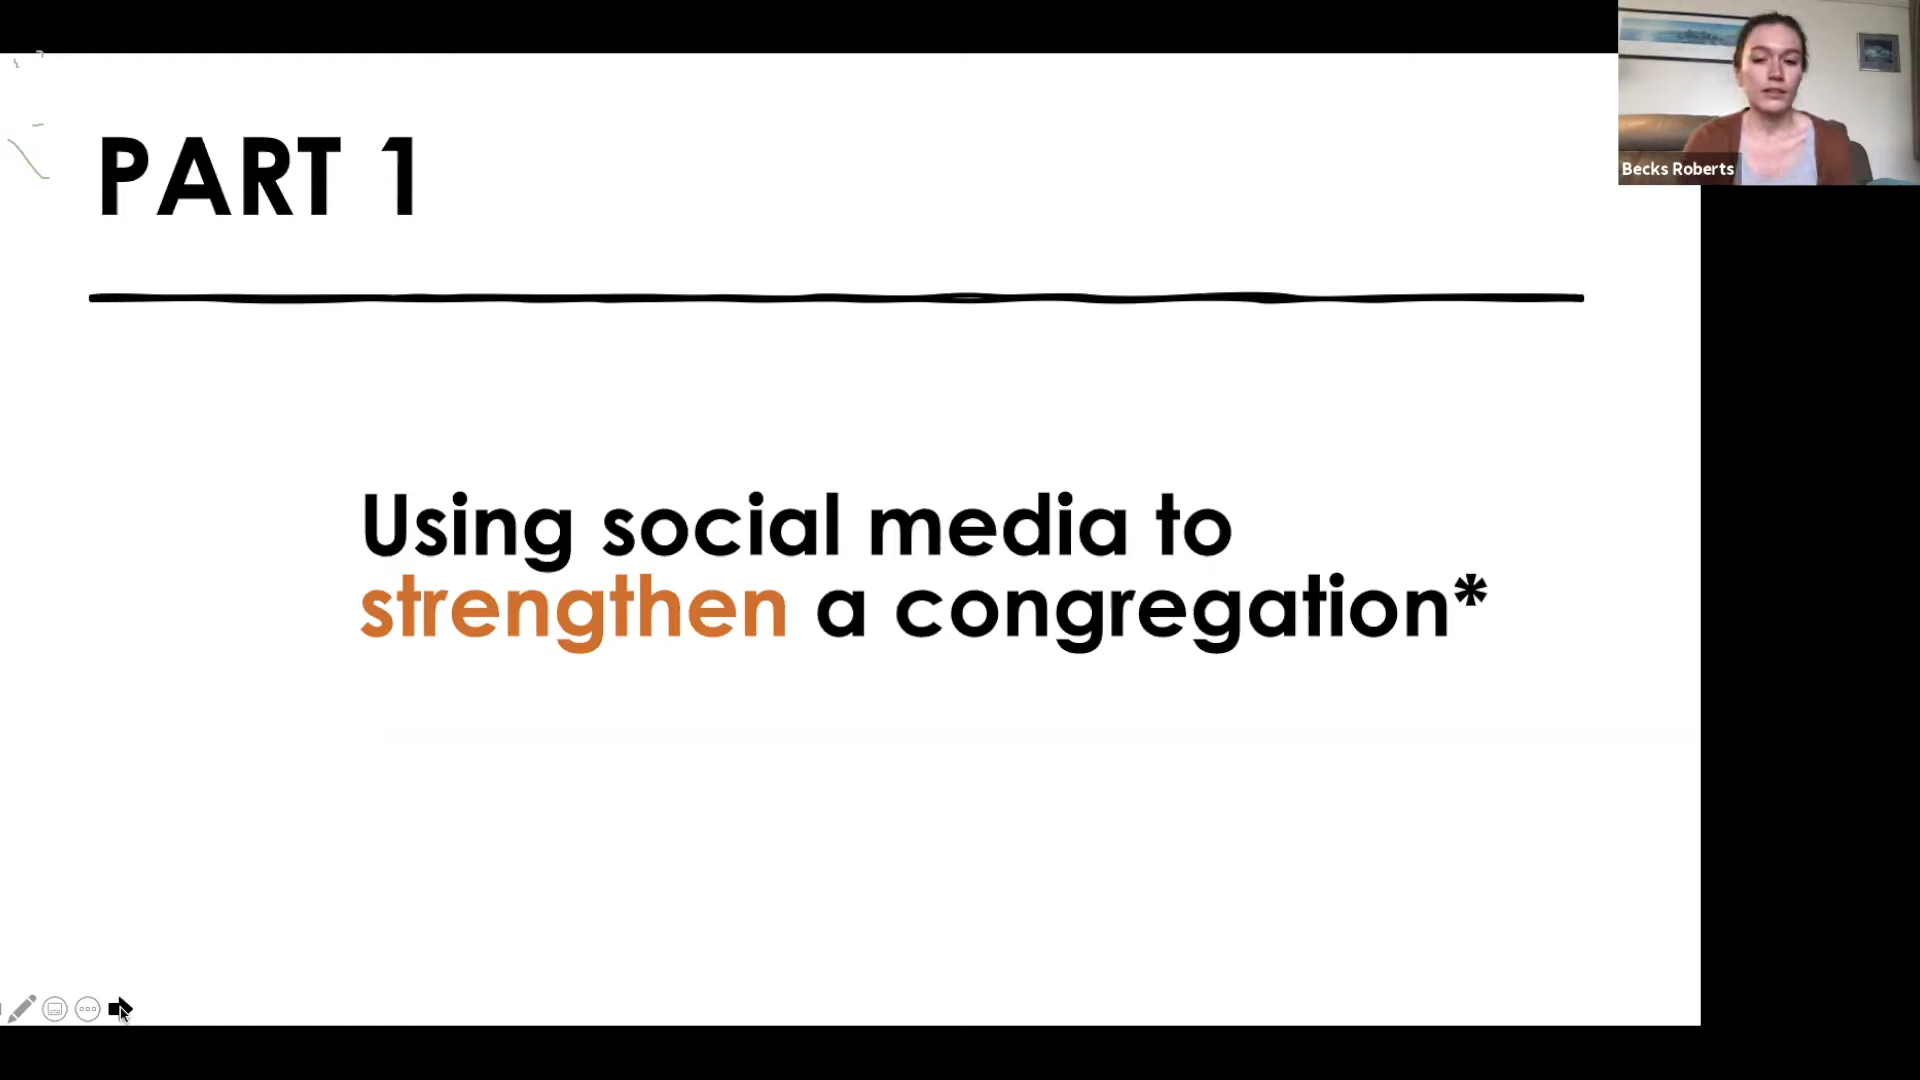 PART 1
Using social media to
strengthen a congregation*
Becks Roberts